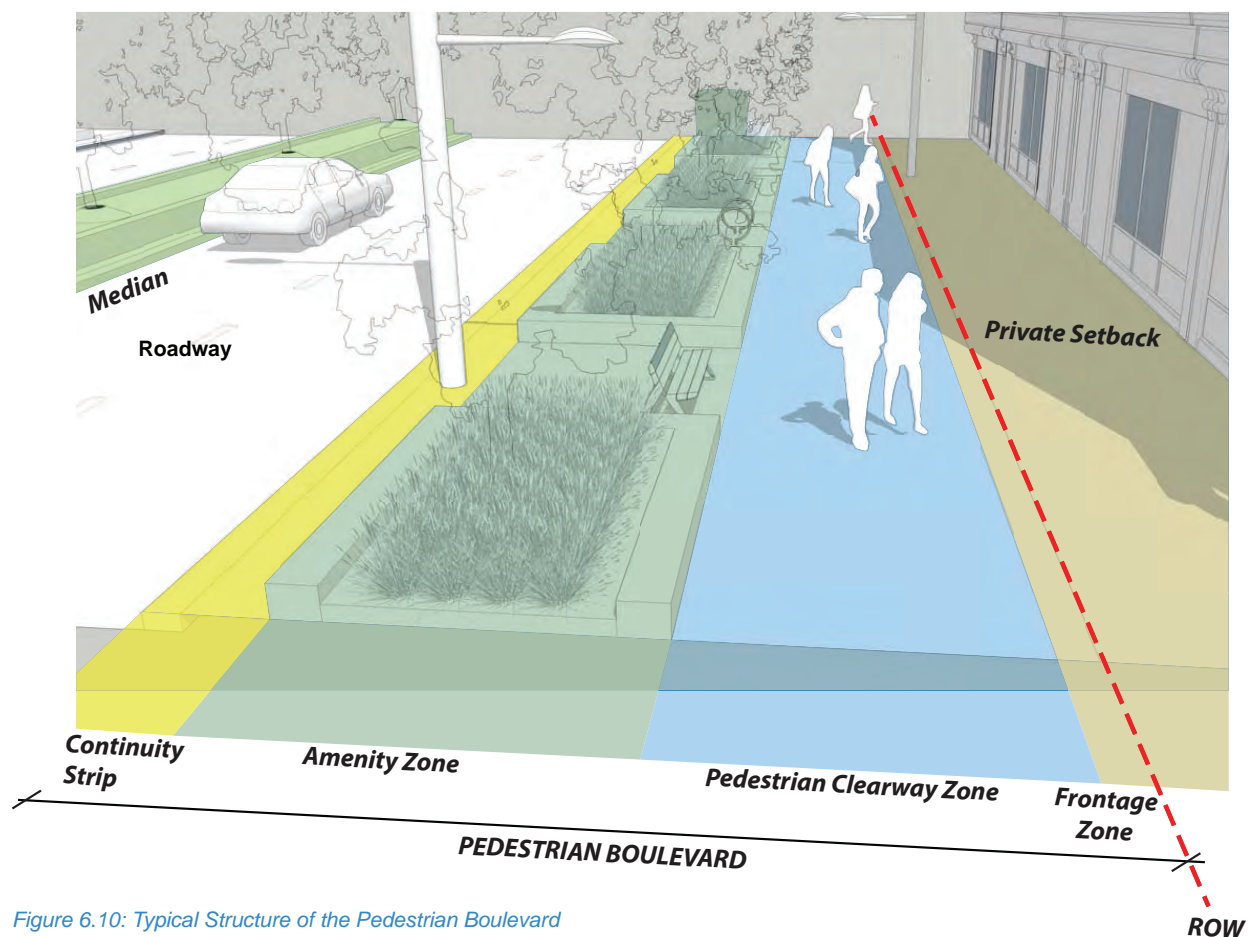 Median
Roadway
Private Setback
Continuity
Strip
Amenity Zone
Pedestrian Clearway Zone
Frontage
Zone
PEDESTRIAN BOULEVARD
Figure 6.10: Typical Structure of the Pedestrian Boulevard
ROW